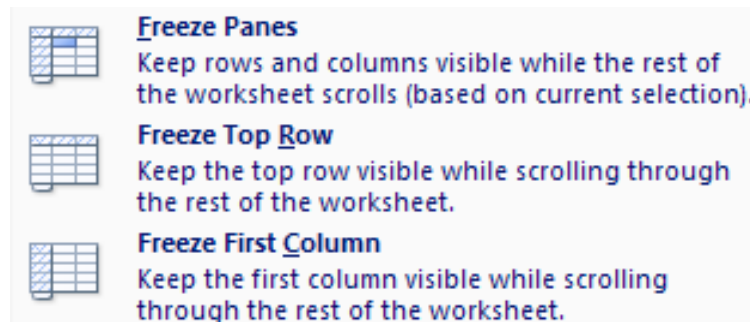 Freeze Panes
Keep rows and columns visible while the rest of
the worksheet scrolls (based on current selection).
Freeze Top Row
Keep the top row visible while scrolling through
the rest of the worksheet.
Freeze First Column
Keep the first column visible while scrolling
through the rest of the worksheet.